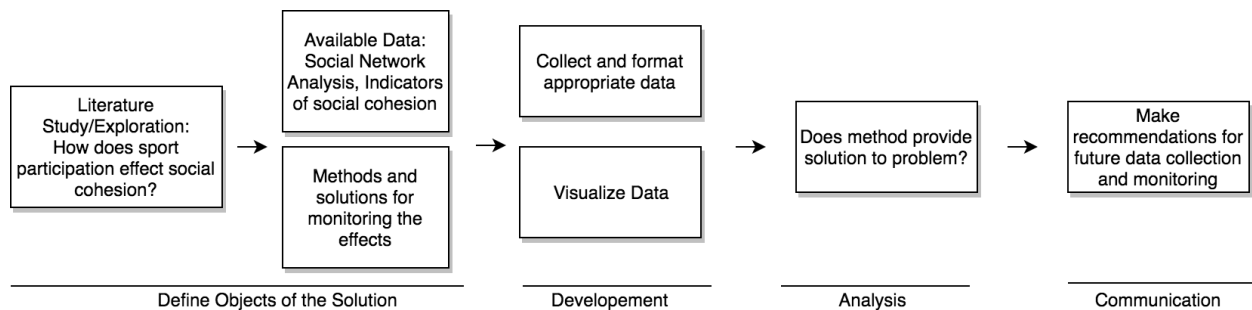 Literature
Study/Exploration:
How does sport
participation effect social
cohesion?
Available Data:
Social Network
Analysis, Indicators
of social cohesion
Methods and
solutions for
monitoring the
effects
Collect and format
appropriate data
Visualize Data
Does method provide
solution to problem?
Make
recommendations for
future data collection
and monitoring
Define Objects of the Solution
Developement
Analysis
Communication